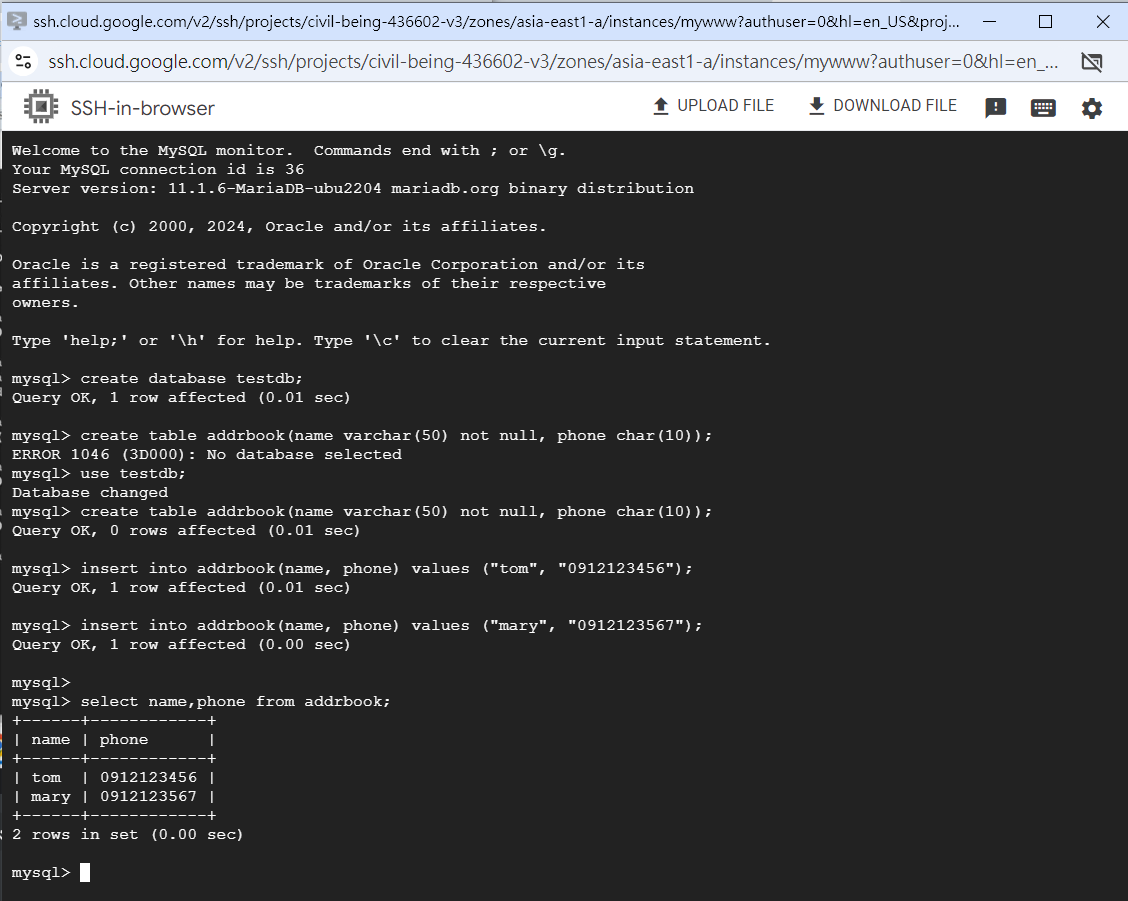 ssh.cloud.google.com/v2/ssh/projects/civil-being-436602-v3/zones/asia-east1-a/instances/mywww?authuser=0&hl=en_US&proj...
ssh.cloud.google.com/v2/ssh/projects/civil-being-436602-v3/zones/asia-east1-a/instances/mywww?authuser=0&hl=en_...
SSH-in-browser UPLOAD FILE DOWNLOAD FILE
Welcome to the MySQL monitor.  Commands end with ; or \g.
Your MySQL connection id is 36
Server version: 11.1.6-MariaDB-ubu2204 mariadb.org binary distribution
Copyright (c) 2000, 2024, Oracle and/or its affiliates.
Oracle is a registered trademark of Oracle Corporation and/or its
affiliates. Other names may be trademarks of their respective
owners.
Type 'help;' or '\h' for help. Type '\c' to clear the current input statement.
mysql> create database testdb;
Query OK, 1 row affected (0.01 sec)
mysql> create table addrbook(name varchar(50) not null, phone char(10));
ERROR 1046 (3D000): No database selected
mysql> use testdb;
Database changed
mysql> create table addrbook(name varchar(50) not null, phone char(10));
Query OK, 0 rows affected (0.01 sec)
mysql> insert into addrbook(name, phone) values ("tom", "0912123456");
Query OK, 1 row affected (0.01 sec)
mysql> insert into addrbook(name, phone) values ("mary", "0912123567");
Query OK, 1 row affected (0.00 sec)
mysql>
mysql> select name,phone from addrbook;
+------+------------+
| name | phone      |
+------+------------+
| tom  | 0912123456 |
| mary | 0912123567 |
+------+------------+
2 rows in set (0.00 sec)
mysql>